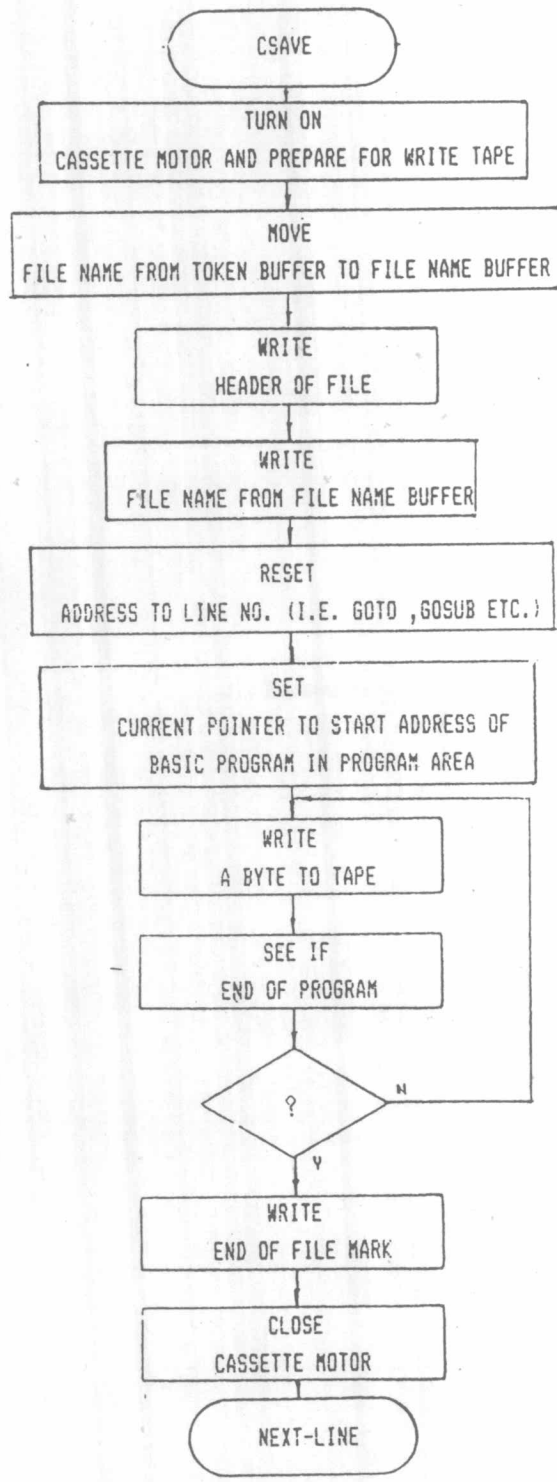 CSAVE
TURN ON
CASSETTE MOTOR AND PREPARE FOR WRITE TAPE
MOVE
FILE NAME FROM TOKEN BUFFER TO FILE NAME BUFFER
WRITE
HEADER OF FILE
WRITE
FILE NAME FROM FILE NAME BUFFER
RESET
ADDRESS TO LINE NO. (I.E. GOTO ,GOSUB ETC.)
SET
CURRENT POINTER TO START ADDRESS OF
BASIC PROGRAM IN PROGRAM AREA
WRITE
A BYTE TO TAPE
SEE IF
END OF PROGRAM
N
?
Y
WRITE
END OF FILE MARK
CLOSE
CASSETTE MOTOR
NEXT-LINE